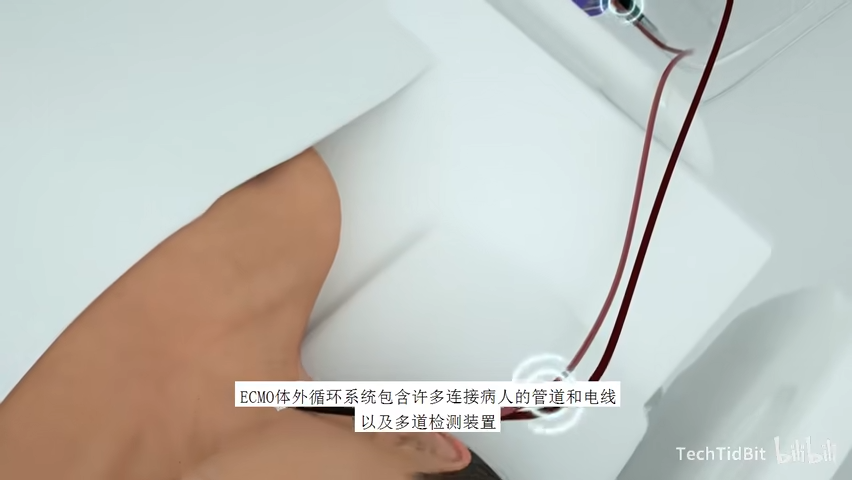 ECMO体外循环系统包含许多连接病人的管道和电线
以及多道检测装置
TechTidBit bilibili